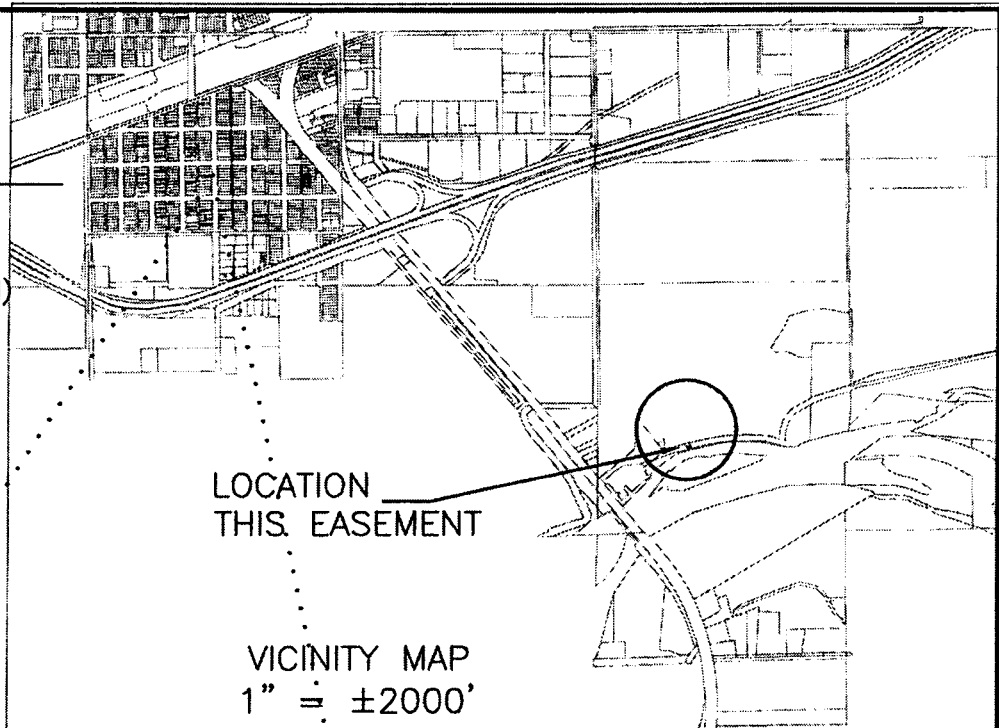 LOCATION
THIS EASEMENT
VICINITY MAP
1" = ±2000'